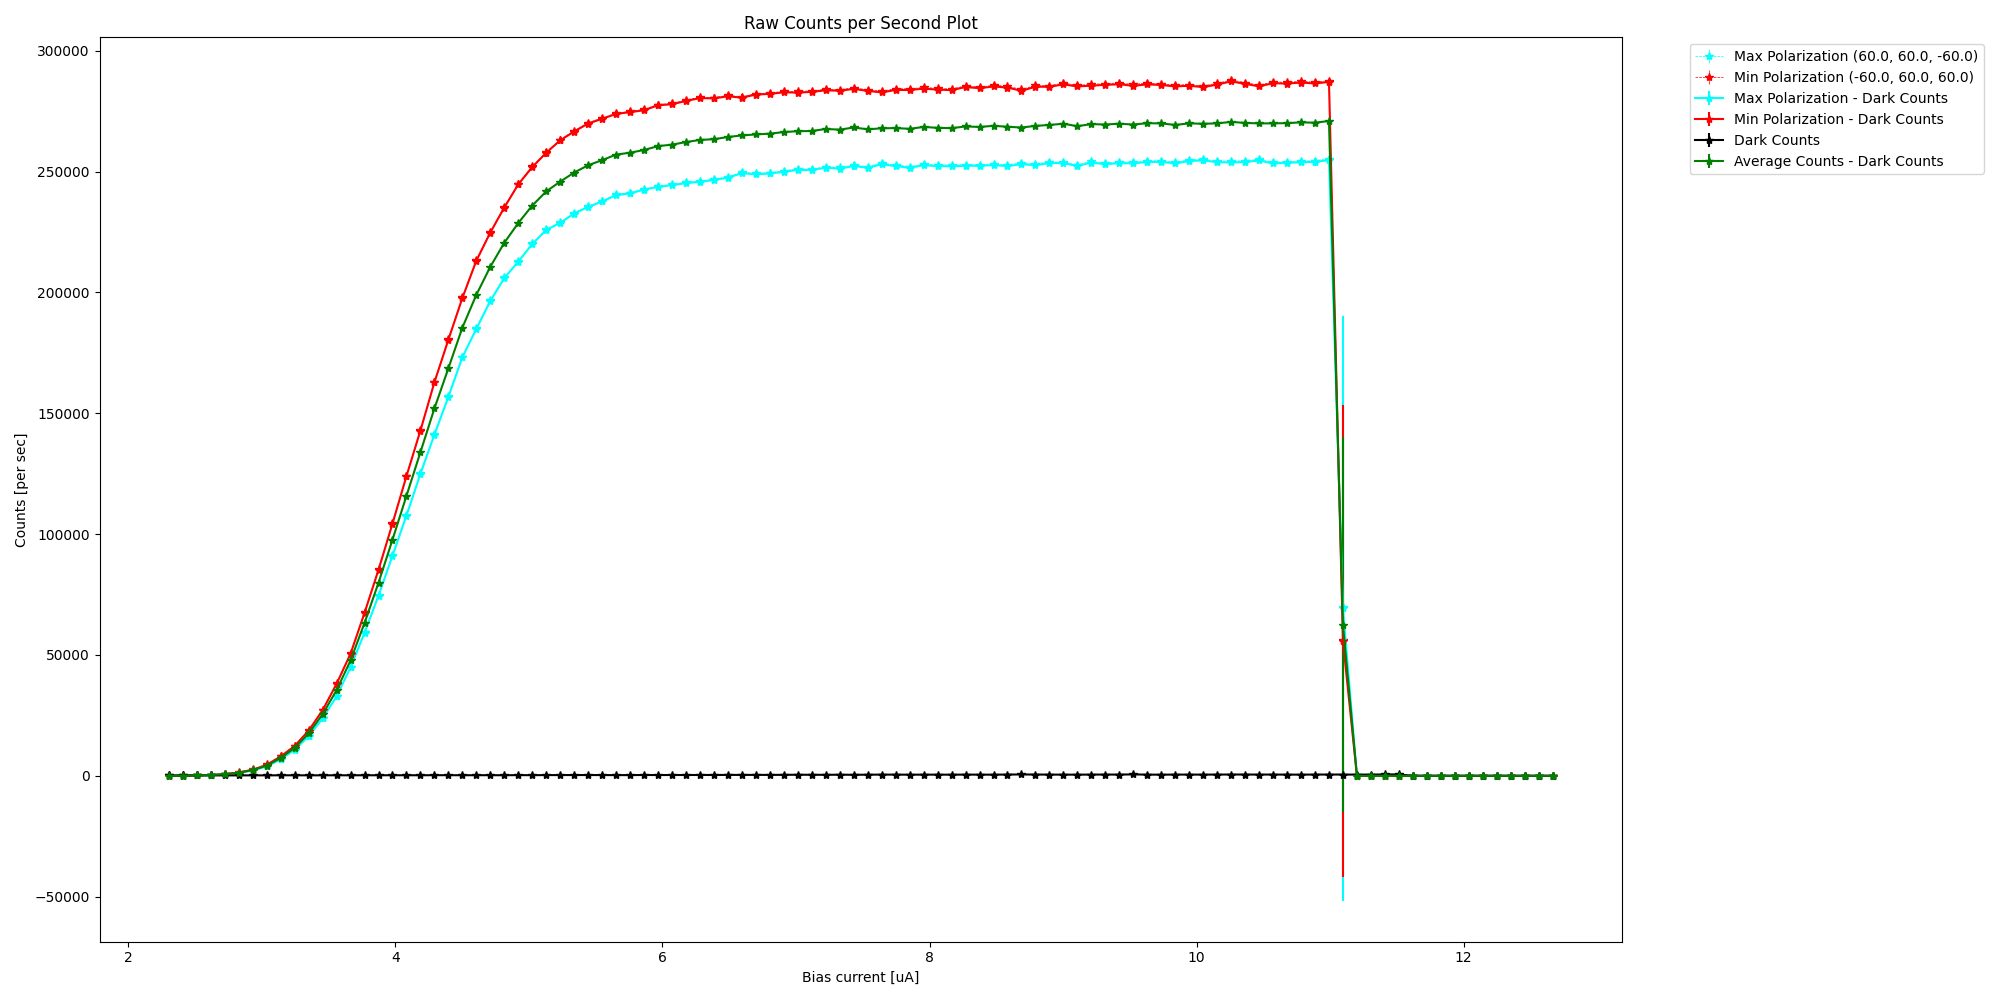 Raw Counts per Second Plot
Max Polarization (60.0, 60.0, -60.0)
Min Polarization (-60.0, 60.0, 60.0)
Max Polarization - Dark Counts
Min Polarization - Dark Counts
Dark Counts
Average Counts - Dark Counts
Counts [per sec]
300000
250000
200000
150000
100000
50000
0
−50000
2 4 6 8 10 12
Bias current [uA]